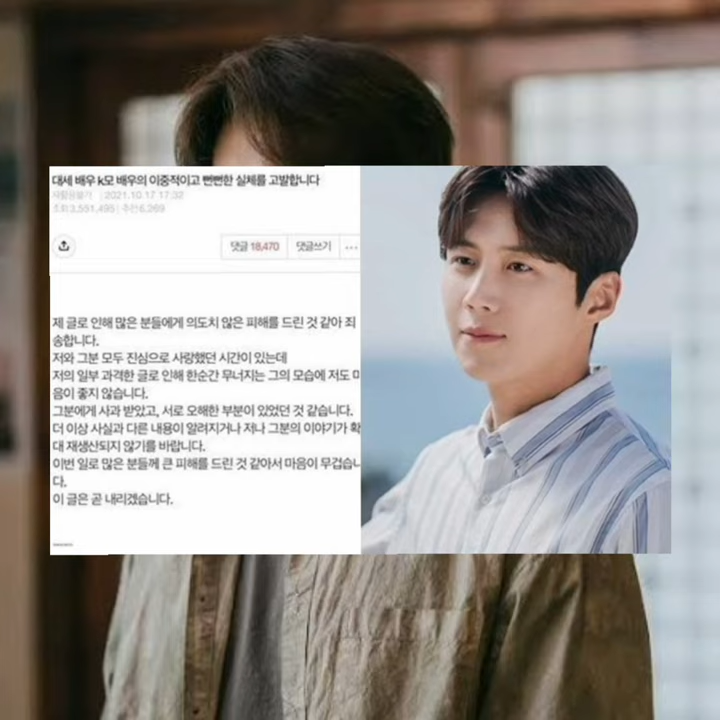 대세 배우 k모 배우의 이중적이고 뻔뻔한 실체를 고발합니다
2021.10.17 17:32
조회 3,551,495 | 추천 6,269
댓글 18,470 댓글쓰기 ...
제 글로 인해 많은 분들에게 의도치 않은 피해를 드린 것 같아 죄
송합니다.
저와 그분 모두 진심으로 사랑했던 시간이 있는데
저의 일부 과격한 글로 인해 한순간 무너지는 그의 모습에 저도 마
음이 좋지 않습니다.
그분에게 사과 받았고, 서로 오해한 부분이 있었던 것 같습니다.
더 이상 사실과 다른 내용이 알려지거나 저나 그분의 이야기가 확
대 재생산되지 않기를 바랍니다.
이번 일로 많은 분들께 큰 피해를 드린 것 같아서 마음이 무겁습니
다.
이 글은 곧 내리겠습니다.